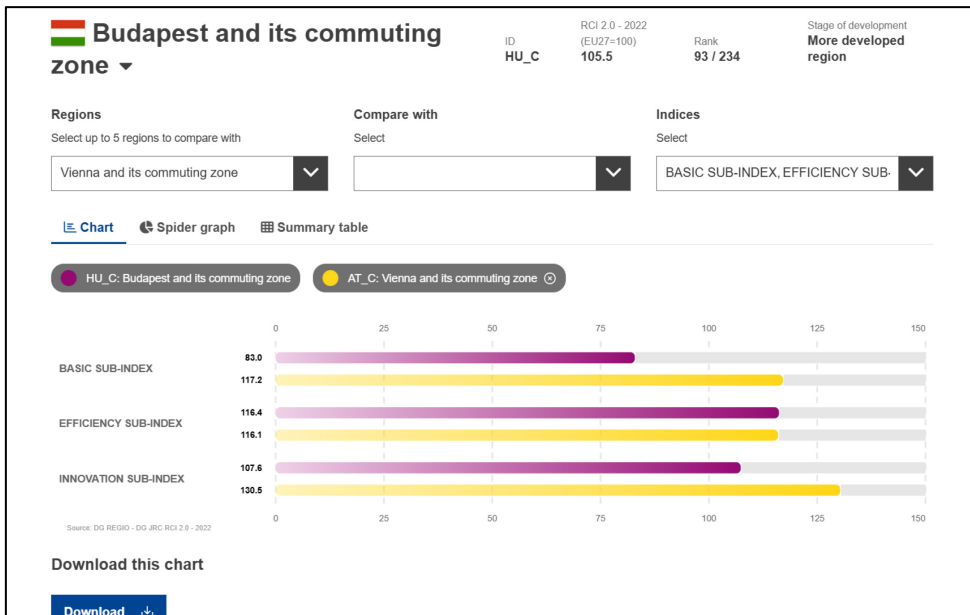 Budapest and its commuting
zone
ID
HU_C
RCI 2.0 - 2022
(EU27=100)
105.5
Rank
93 / 234
Stage of development
More developed
region
Regions
Select up to 5 regions to compare with
Vienna and its commuting zone
Compare with
Select
Indices
Select
BASIC SUB-INDEX, EFFICIENCY SUB-
Chart
Spider graph
Summary table
HU_C: Budapest and its commuting zone
AT_C: Vienna and its commuting zone
0 25 50 75 100 125 150
BASIC SUB-INDEX
83.0
117.2
EFFICIENCY SUB-INDEX
116.4
116.1
INNOVATION SUB-INDEX
107.6
130.5
0 25 50 75 100 125 150
Source: DG REGIO - DG JRC RCI 2.0 - 2022
Download this chart
Download